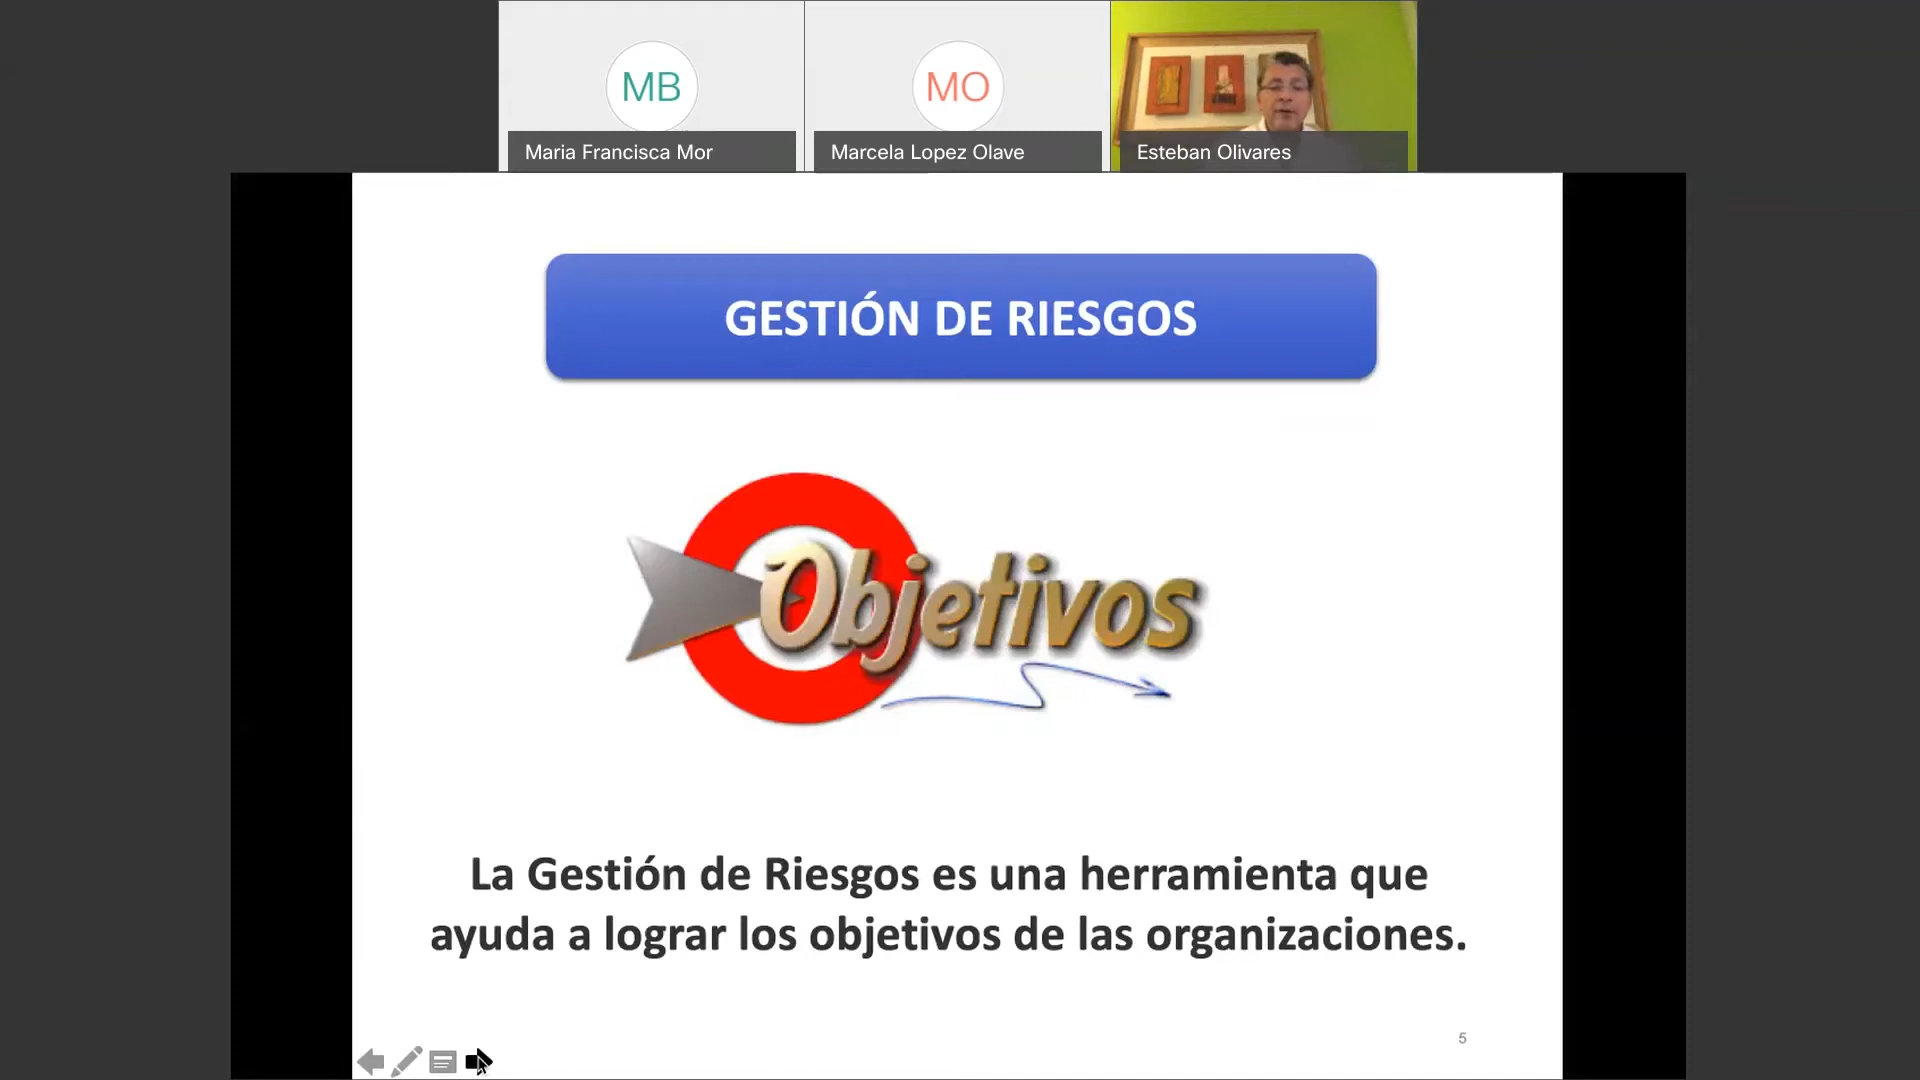 MB
MO
Maria Francisca Mor
Marcela Lopez Olave
Esteban Olivares
GESTIÓN DE RIESGOS
Objetivos
La Gestión de Riesgos es una herramienta que
ayuda a lograr los objetivos de las organizaciones.
5